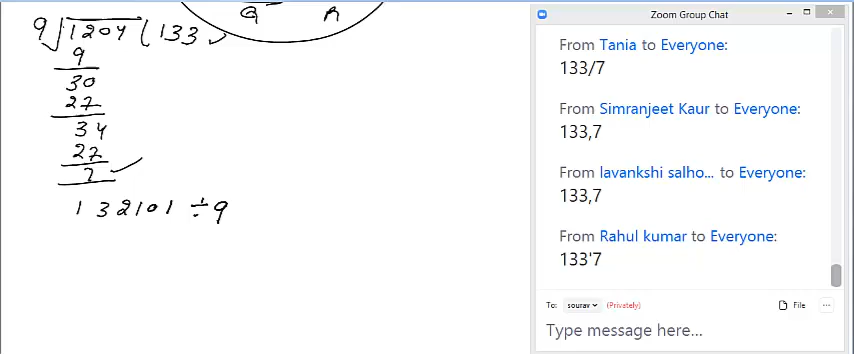 Q R
9 1204 133
9
30
27
34
27
7
132101 ÷ 9
Zoom Group Chat
From Tania to Everyone:
133/7
From Simranjeet Kaur to Everyone:
133,7
From lavankshi salho... to Everyone:
133,7
From Rahul kumar to Everyone:
133'7
To: sourav (Privately) File ...
Type message here...